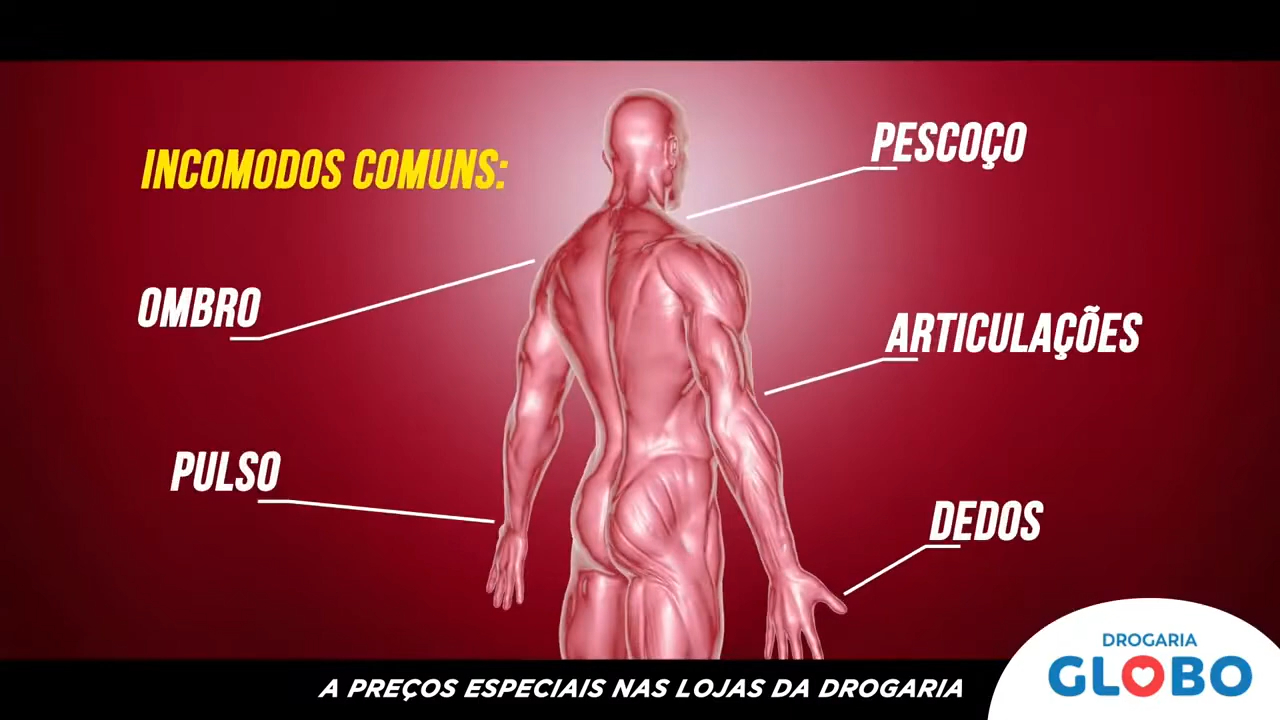 INCOMODOS COMUNS:
PESCOÇO
OMBRO
ARTICULAÇÕES
PULSO
DEDOS
DROGARIA
GLOBO
A PREÇOS ESPECIAIS NAS LOJAS DA DROGARIA